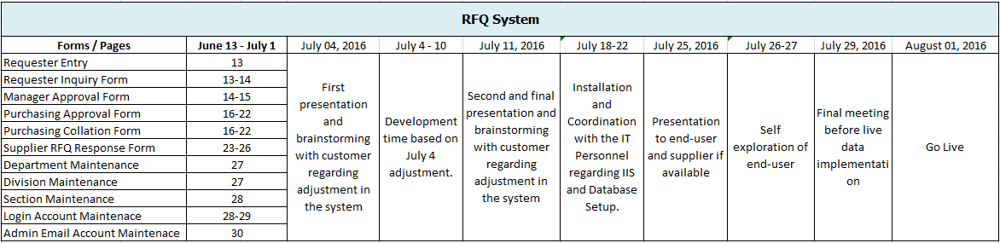 RFQ System
Forms / Pages
June 13 - July 1
July 04, 2016
July 4 - 10
July 11, 2016
July 18-22
July 25, 2016
July 26-27
July 29, 2016
August 01, 2016
Requester Entry
13
Requester Inquiry Form
13-14
Manager Approval Form
14-15
Purchasing Approval Form
16-22
Purchasing Collation Form
16-22
Supplier RFQ Response Form
23-26
Department Maintenance
27
Division Maintenance
27
Section Maintenance
28
Login Account Maintenace
28-29
Admin Email Account Maintenace
30
First
presentation
and
brainstorming
with customer
regarding
adjustment in
the system
Development
time based on
July 4
adjustment.
Second and final
presentation and
brainstorming
with customer
regarding
adjustment in
the system
Installation
and
Coordination
with the IT
Personnel
regarding IIS
and Database
Setup.
Presentation
to end-user
and supplier if
available
Self
exploration of
end-user
Final meeting
before live
data
implementati
on
Go Live